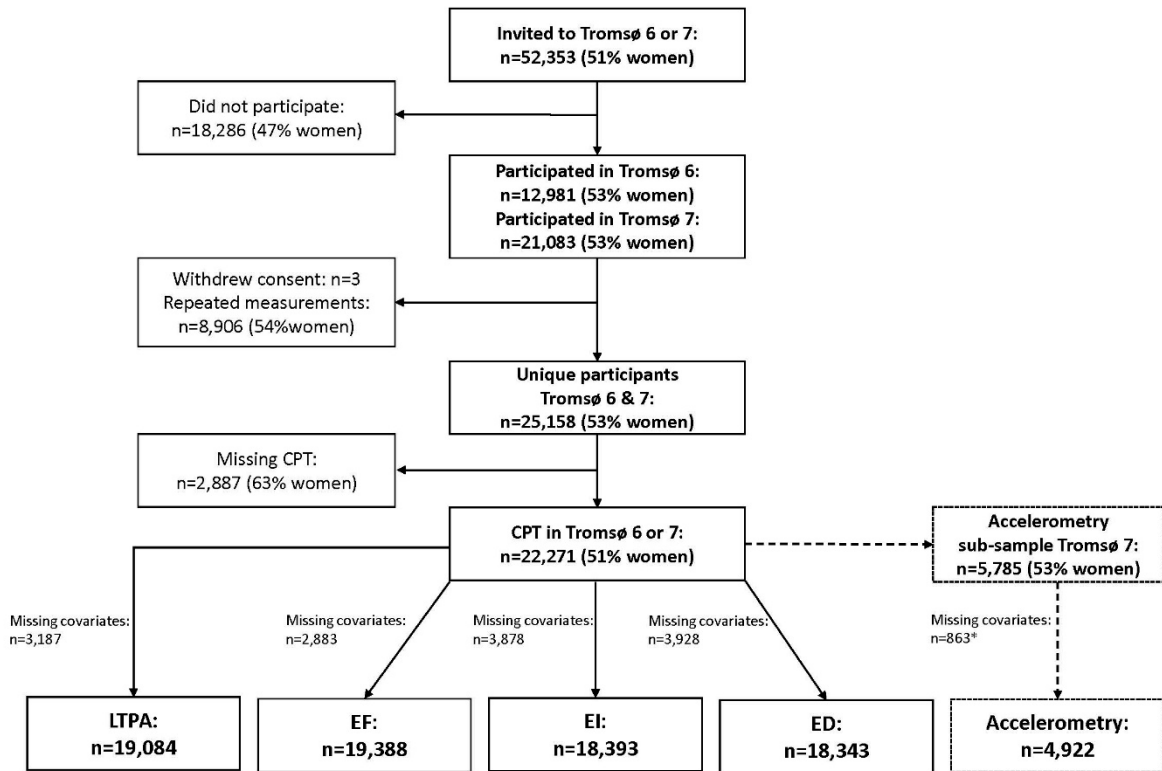 Invited to Tromsø 6 or 7:
n=52,353 (51% women)
Did not participate:
n=18,286 (47% women)
Participated in Tromsø 6:
n=12,981 (53% women)
Participated in Tromsø 7:
n=21,083 (53% women)
Withdrew consent: n=3
Repeated measurements:
n=8,906 (54%women)
Unique participants
Tromsø 6 & 7:
n=25,158 (53% women)
Missing CPT:
n=2,887 (63% women)
CPT in Tromsø 6 or 7:
n=22,271 (51% women)
Accelerometry
sub-sample Tromsø 7:
n=5,785 (53% women)
Missing covariates:
n=3,187
Missing covariates:
n=2,883
Missing covariates:
n=3,878
Missing covariates:
n=3,928
Missing covariates:
n=863*
LTPA:
n=19,084
EF:
n=19,388
EI:
n=18,393
ED:
n=18,343
Accelerometry:
n=4,922